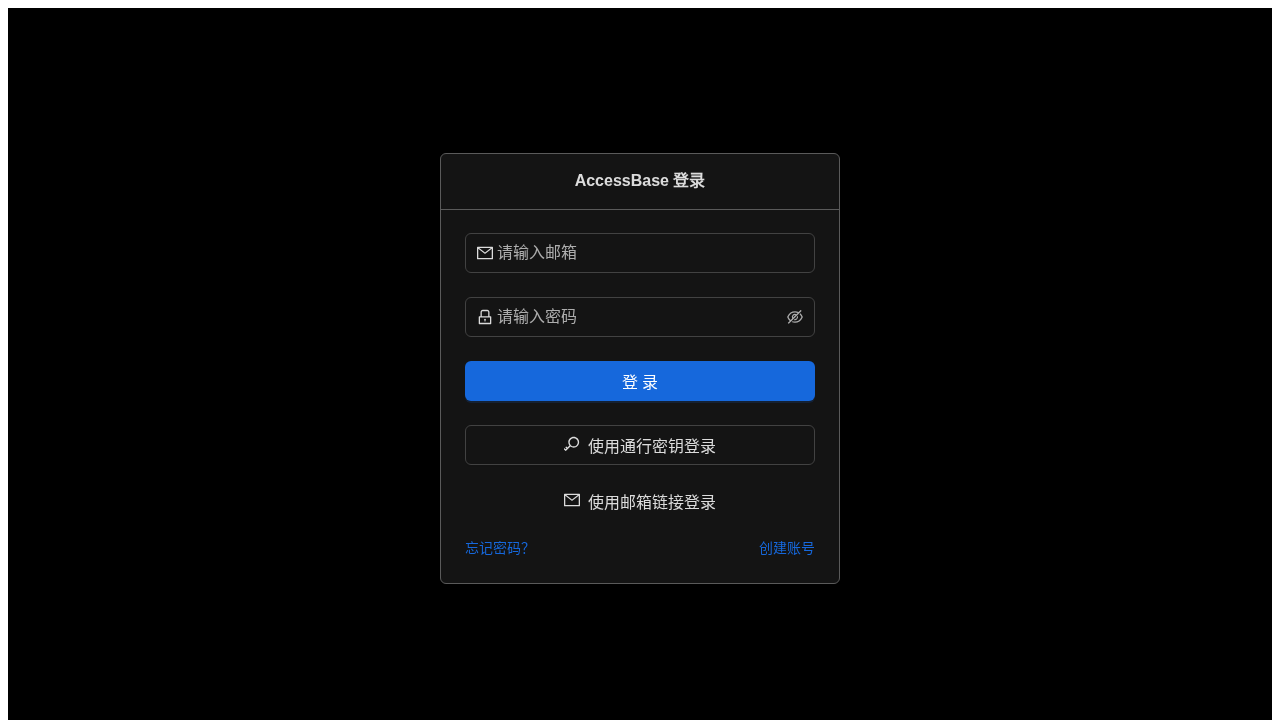 AccessBase 登录
请输入邮箱
请输入密码
登 录
使用通行密钥登录
使用邮箱链接登录
忘记密码?
创建账号